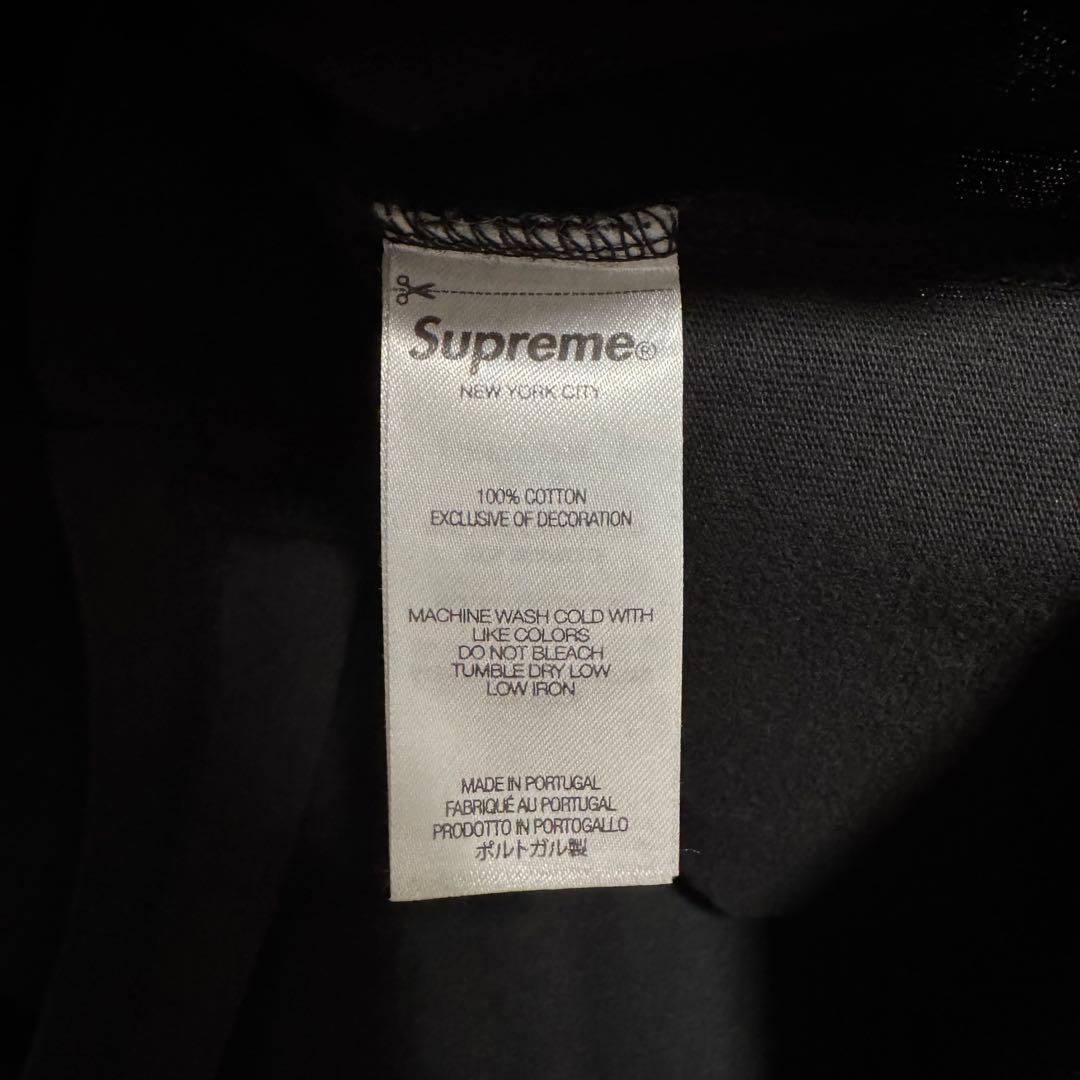 Supreme®
NEW YORK CITY
100% COTTON
EXCLUSIVE OF DECORATION
MACHINE WASH COLD WITH
LIKE COLORS
DO NOT BLEACH
TUMBLE DRY LOW
LOW IRON
MADE IN PORTUGAL
FABRIQUÉ AU PORTUGAL
PRODOTTO IN PORTOGALLO
ポルトガル製